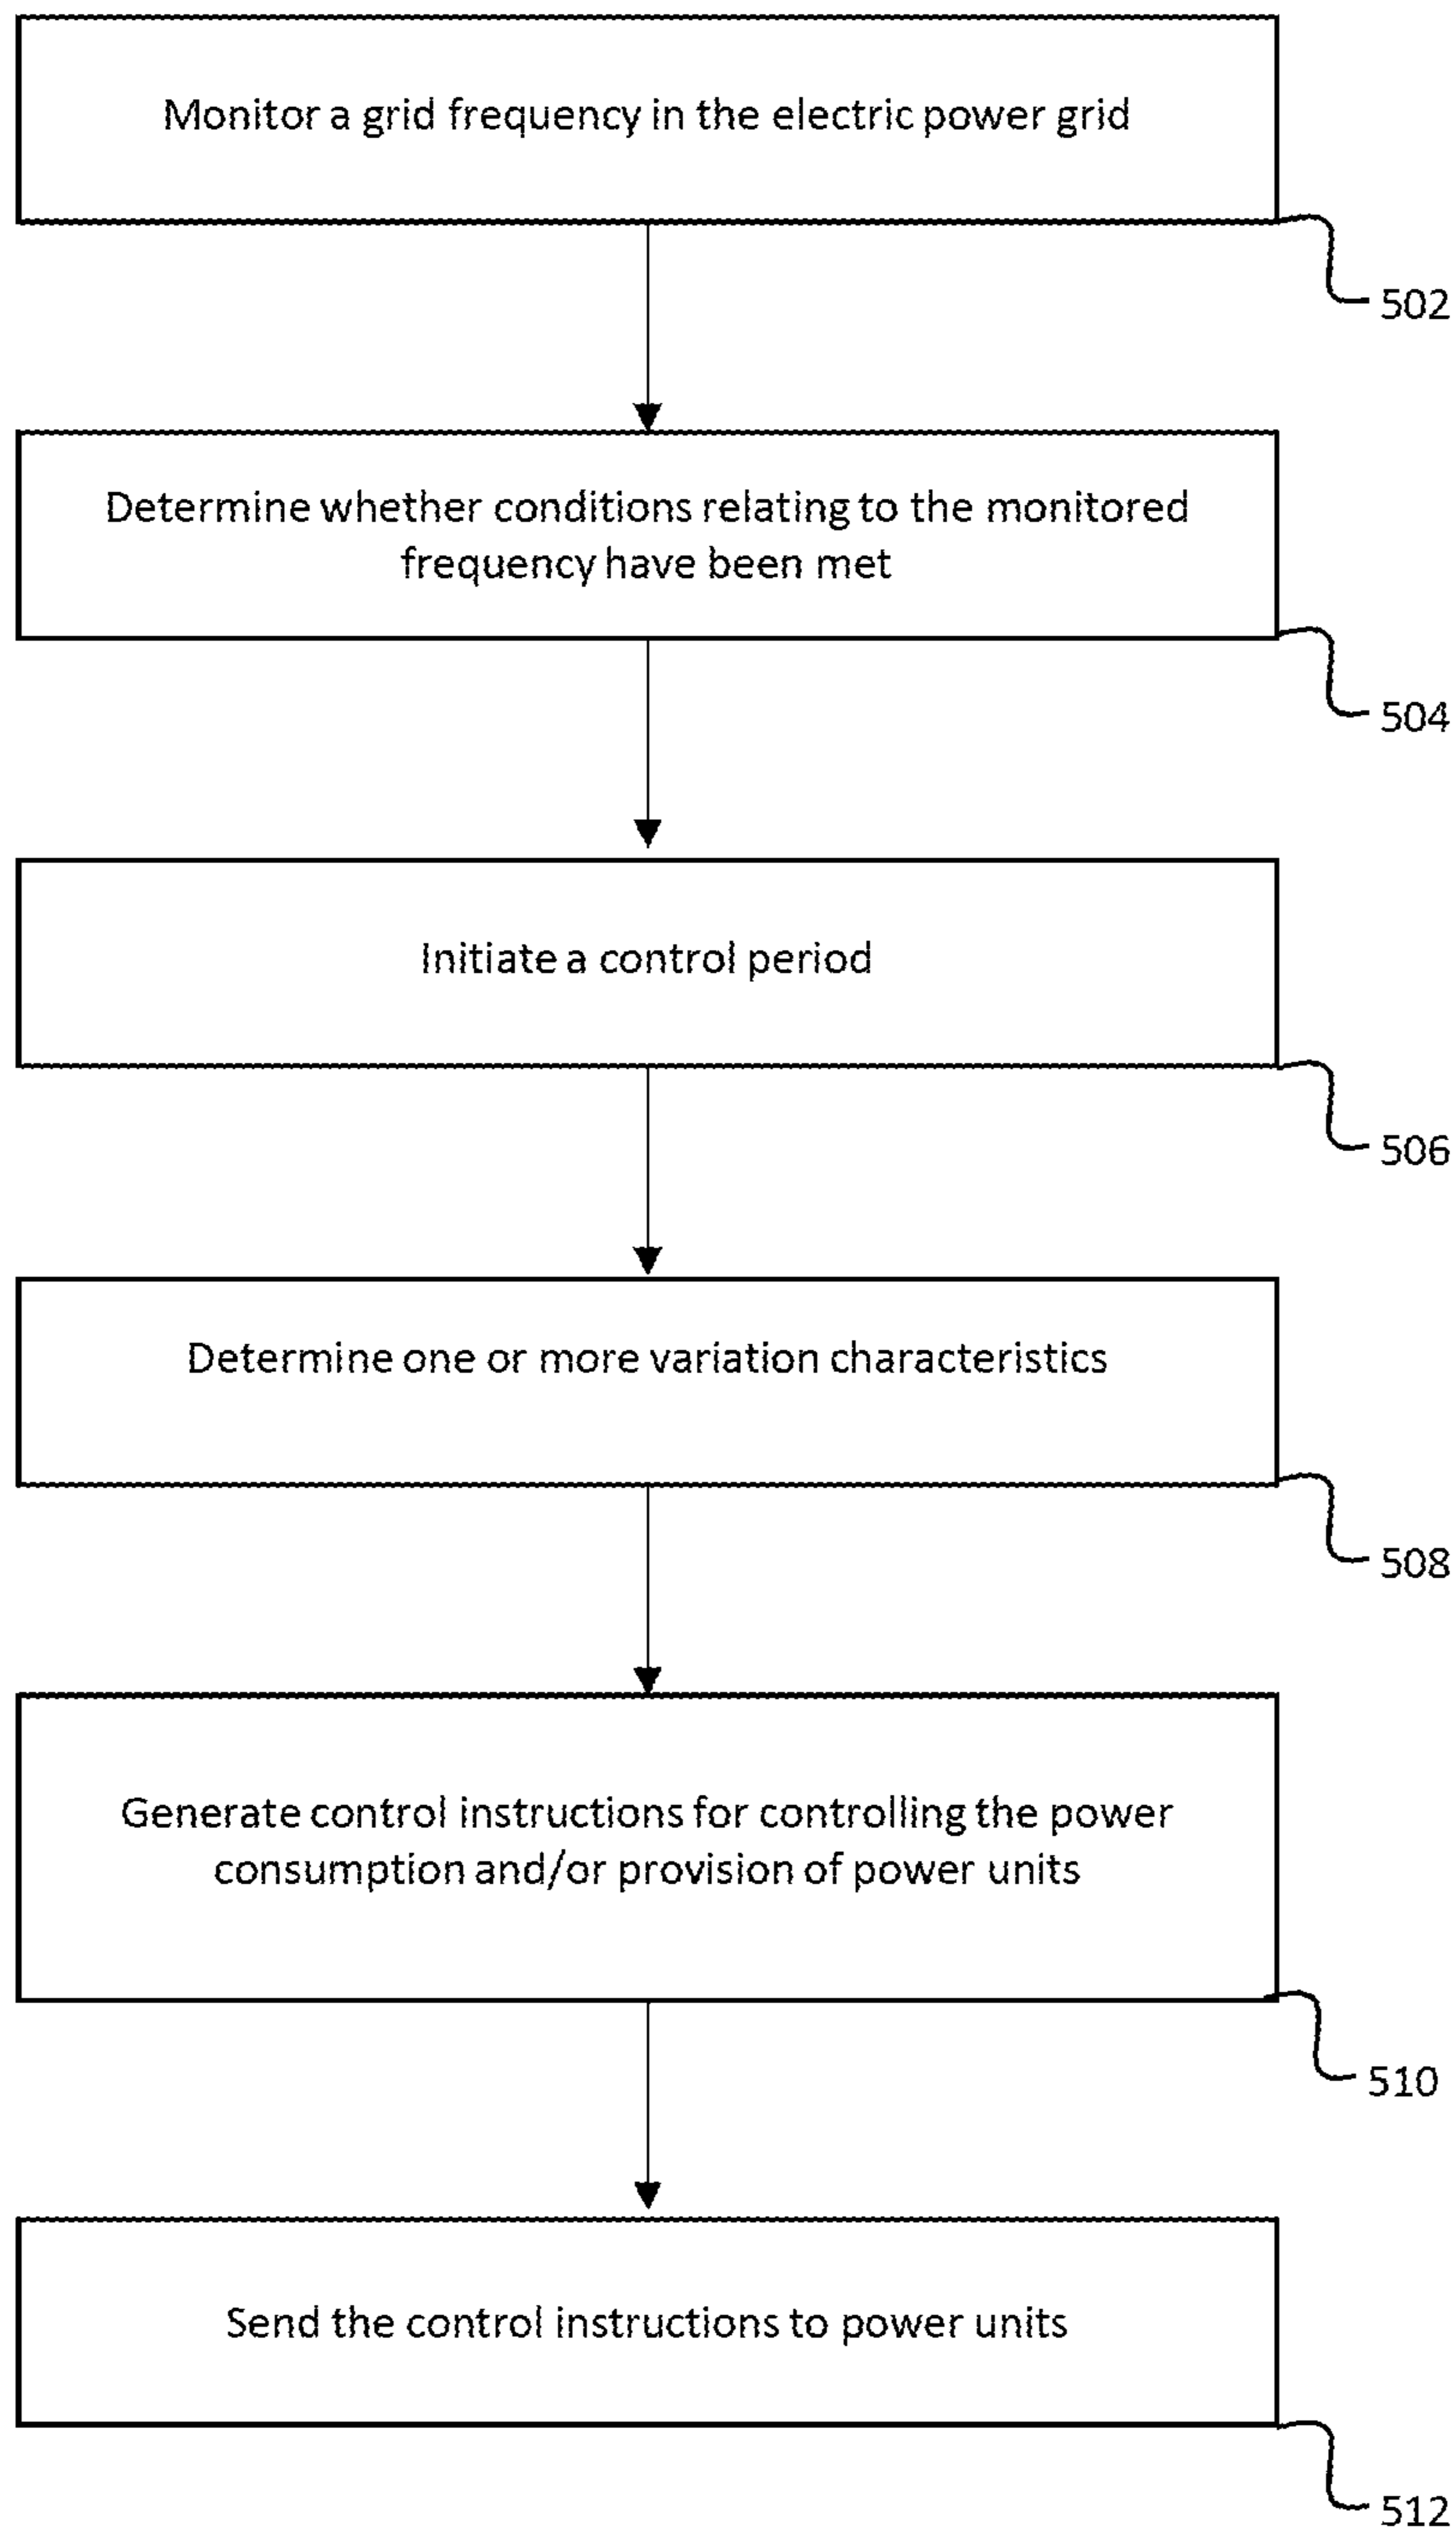 Monitor a grid frequency in the electric power grid
502
Determine whether conditions relating to the monitored
frequency have been met
504
Initiate a control period
506
Determine one or more variation characteristics
508
Generate control instructions for controlling the power
consumption and/or provision of power units
510
Send the control instructions to power units
512